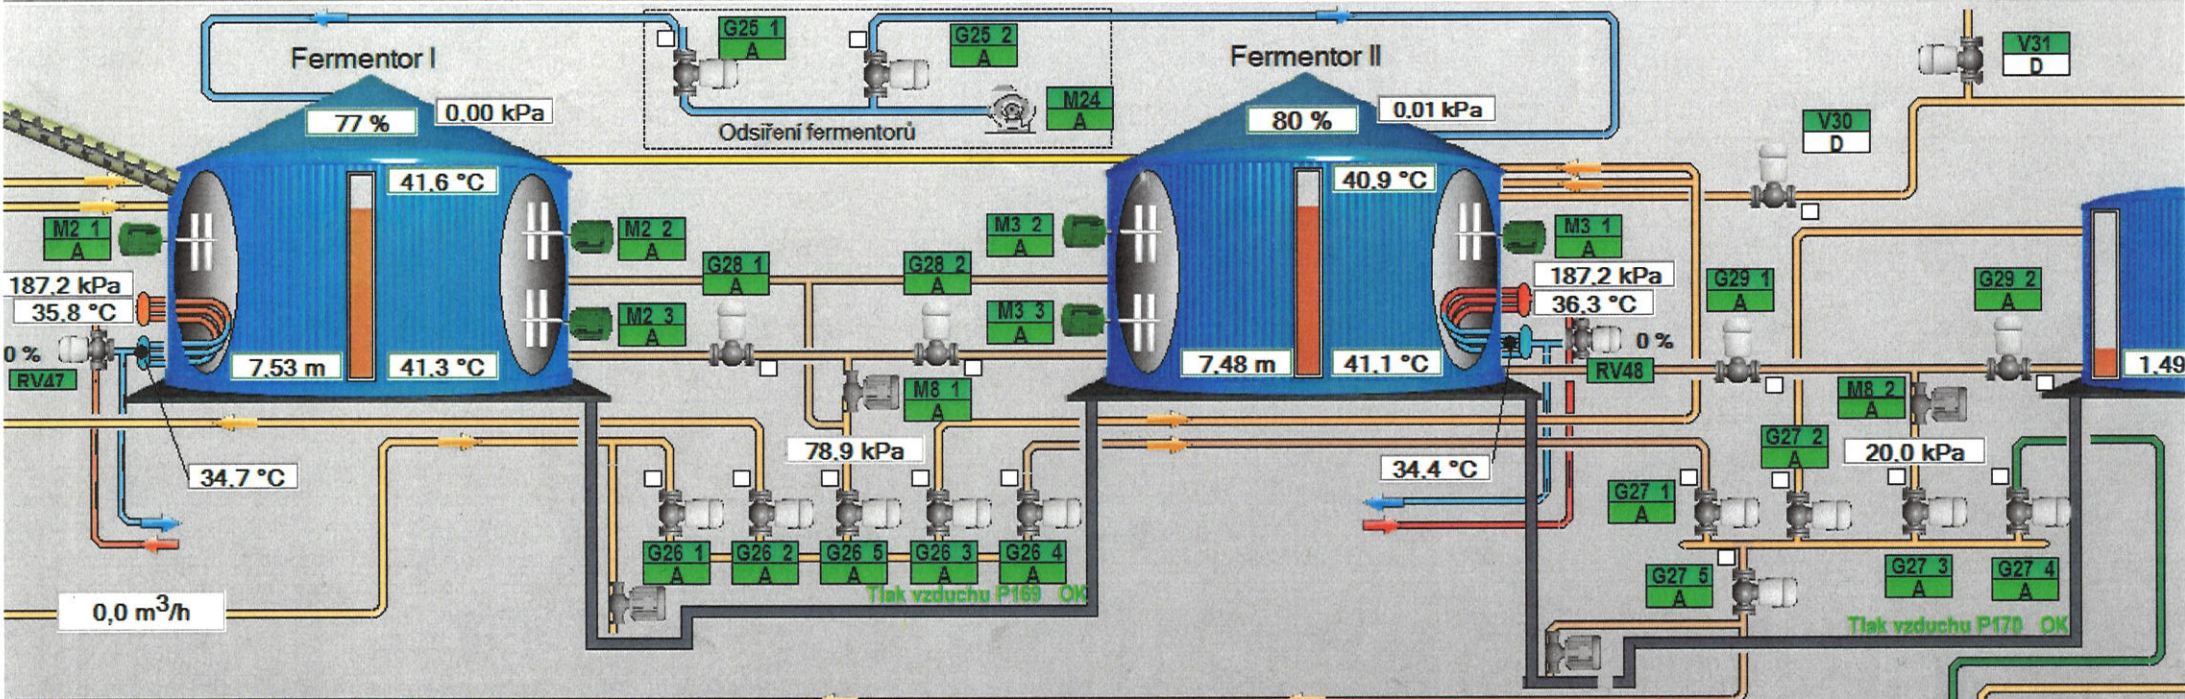 G25 1
A
G25 2
A
V31
D
Fermentor I
Fermentor II
0,00 kPa
77 %
M24
A
Odsiření fermentorů
80 %
0,01 kPa
V30
D
41,6 °C
40,9 °C
M2 1
A
M2 2
A
M3 2
A
M3 1
A
G28 1
A
G28 2
A
187,2 kPa
35,8 °C
187,2 kPa
36,3 °C
G29 1
A
G29 2
A
M2 3
A
M3 3
A
0 %
RV47
7,53 m
41,3 °C
7,48 m
41,1 °C
0 %
RV48
1,49
M8 1
A
M8 2
A
78,9 kPa
34,7 °C
34,4 °C
G27 2
A
20,0 kPa
G27 1
A
G26 1
A
G26 2
A
G26 5
A
G26 3
A
G26 4
A
G27 5
A
G27 3
A
G27 4
A
Tlak vzduchu P169 OK
0,0 m³/h
Tlak vzduchu P170 OK